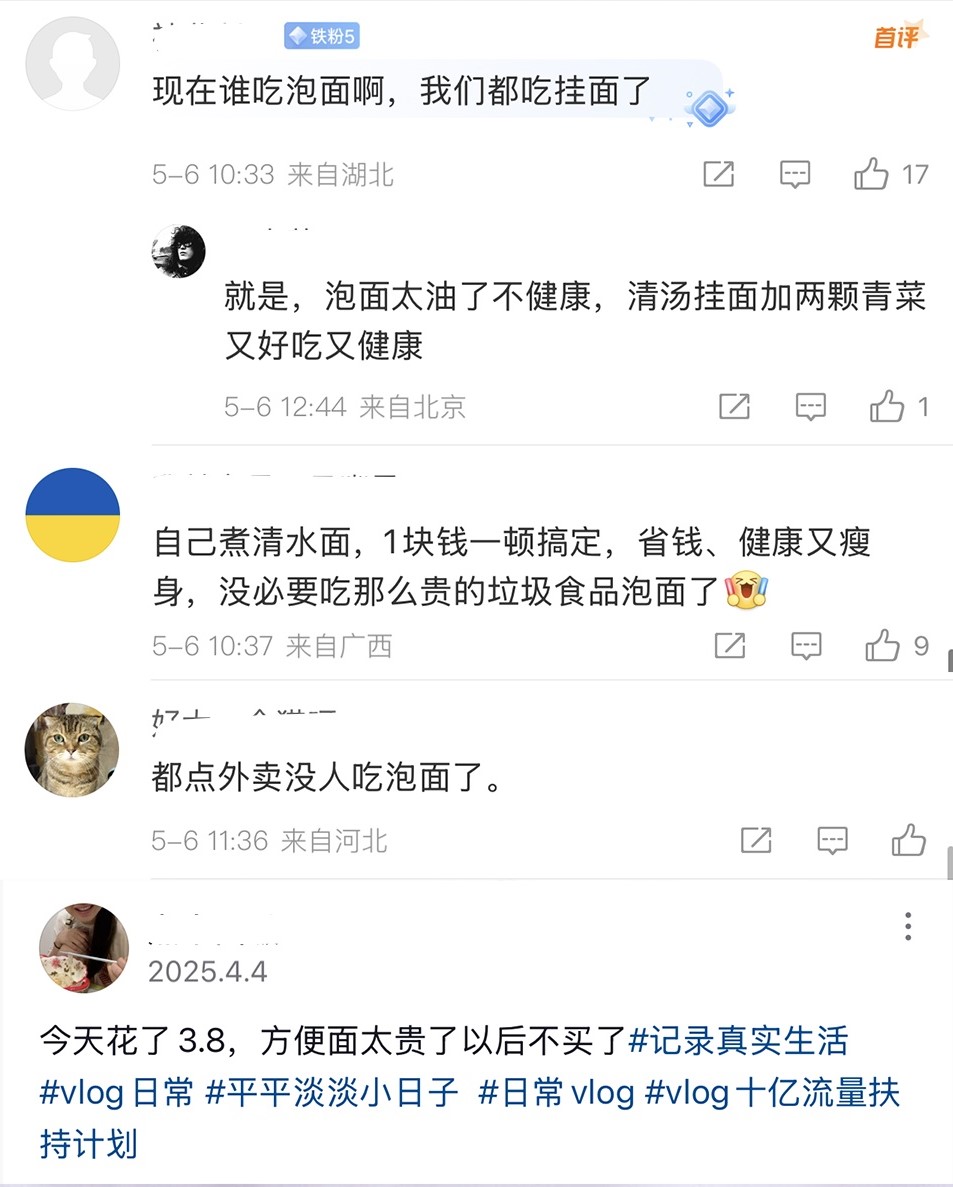 铁粉5
首评
现在谁吃泡面啊，我们都吃挂面了
5-6 10:33 来自湖北
17
就是，泡面太油了不健康，清汤挂面加两颗青菜
又好吃又健康
5-6 12:44 来自北京
1
自己煮清水面，1块钱一顿搞定，省钱、健康又瘦
身，没必要吃那么贵的垃圾食品泡面了
5-6 10:37 来自广西
9
都点外卖没人吃泡面了。
5-6 11:36 来自河北
2025.4.4
今天花了3.8，方便面太贵了以后不买了#记录真实生活
#vlog日常 #平平淡淡小日子 #日常vlog #vlog十亿流量扶
持计划